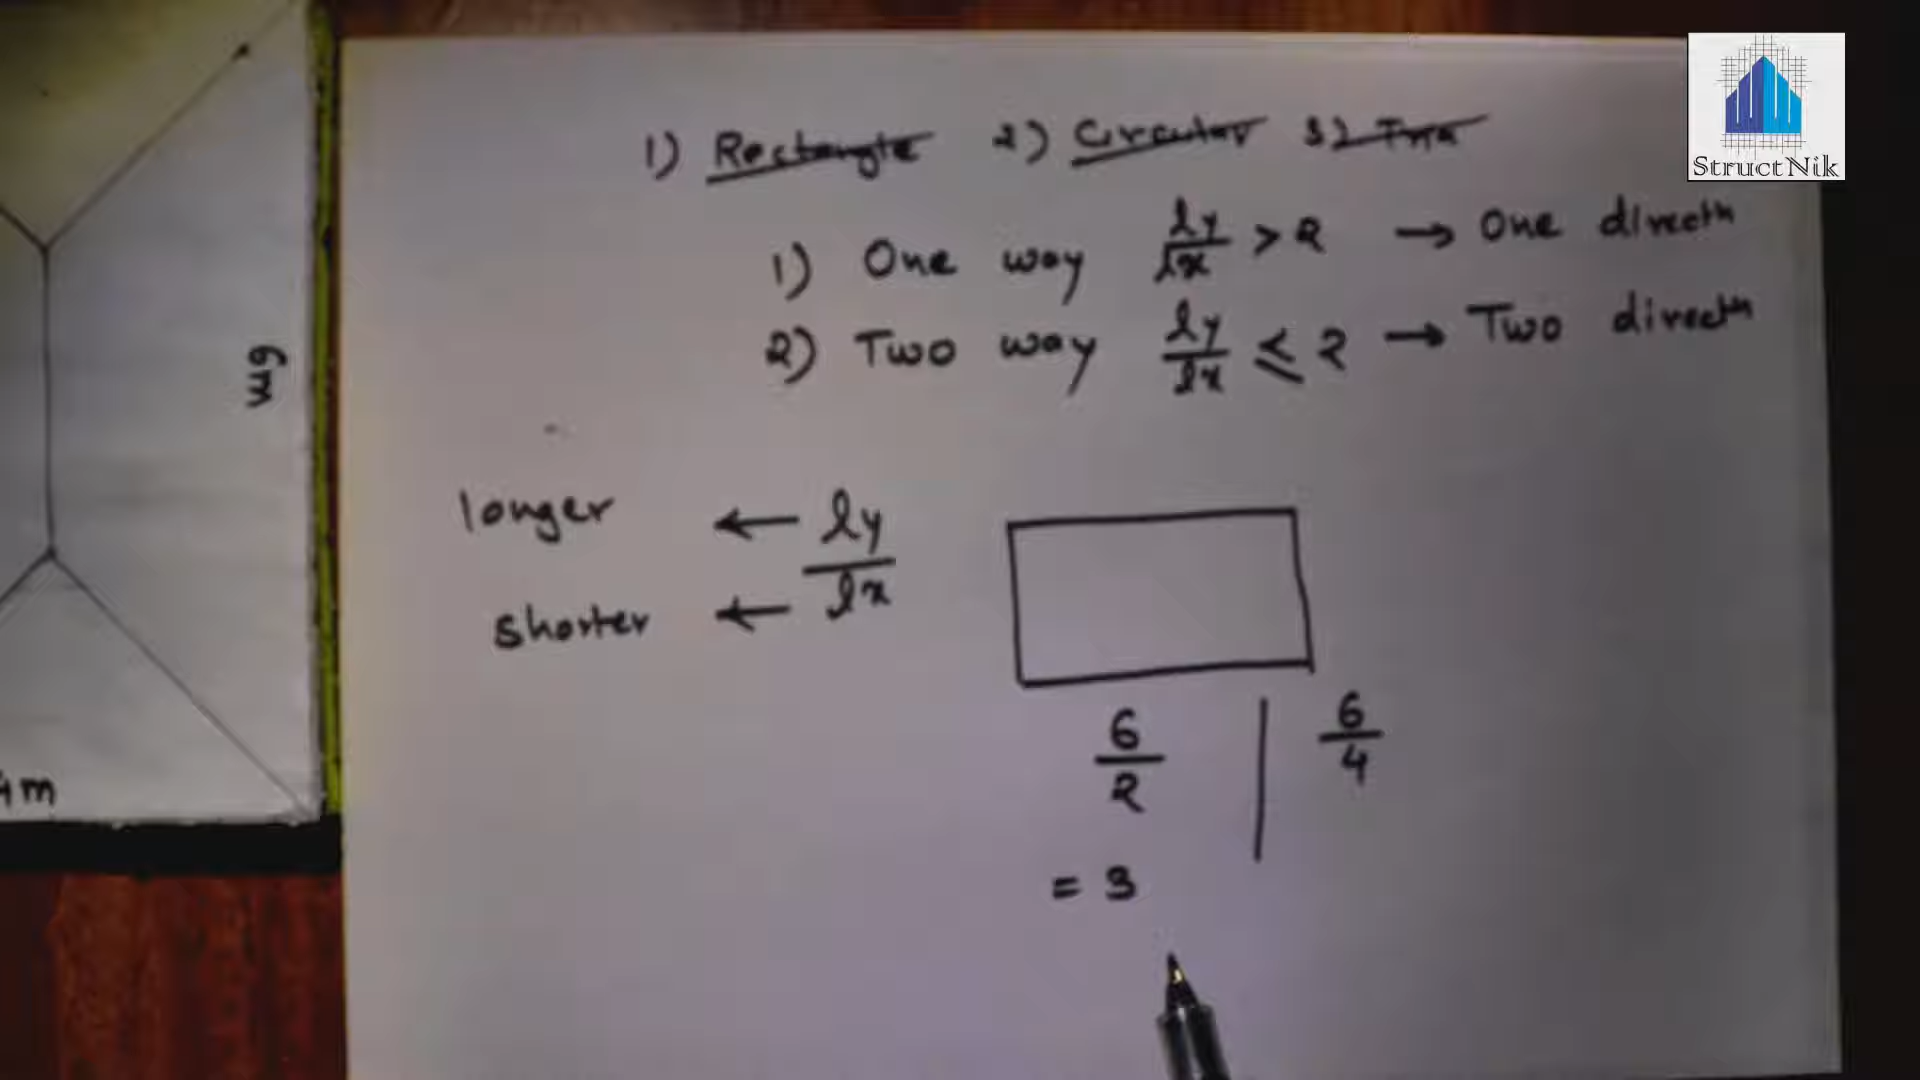 1) Rectangle 2) Circular 3)
1) One way ly/lx > 2 → One directn
2) Two way ly/lx ≤ 2 → Two directn
longer ← ly
shorter ← lx
6/2 | 6/4
= 3
6m
4m
StructNik